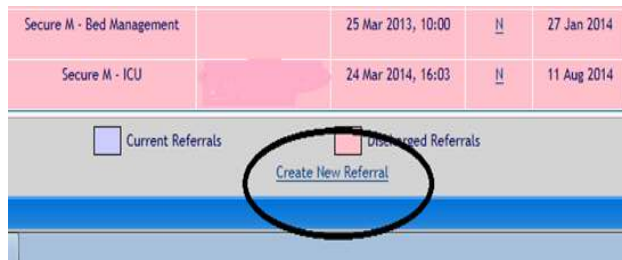 Secure M - Bed Management 25 Mar 2013, 10:00 N 27 Jan 2014
Secure M - ICU 24 Mar 2014, 16:03 N 11 Aug 2014
Current Referrals Discharged Referrals
Create New Referral